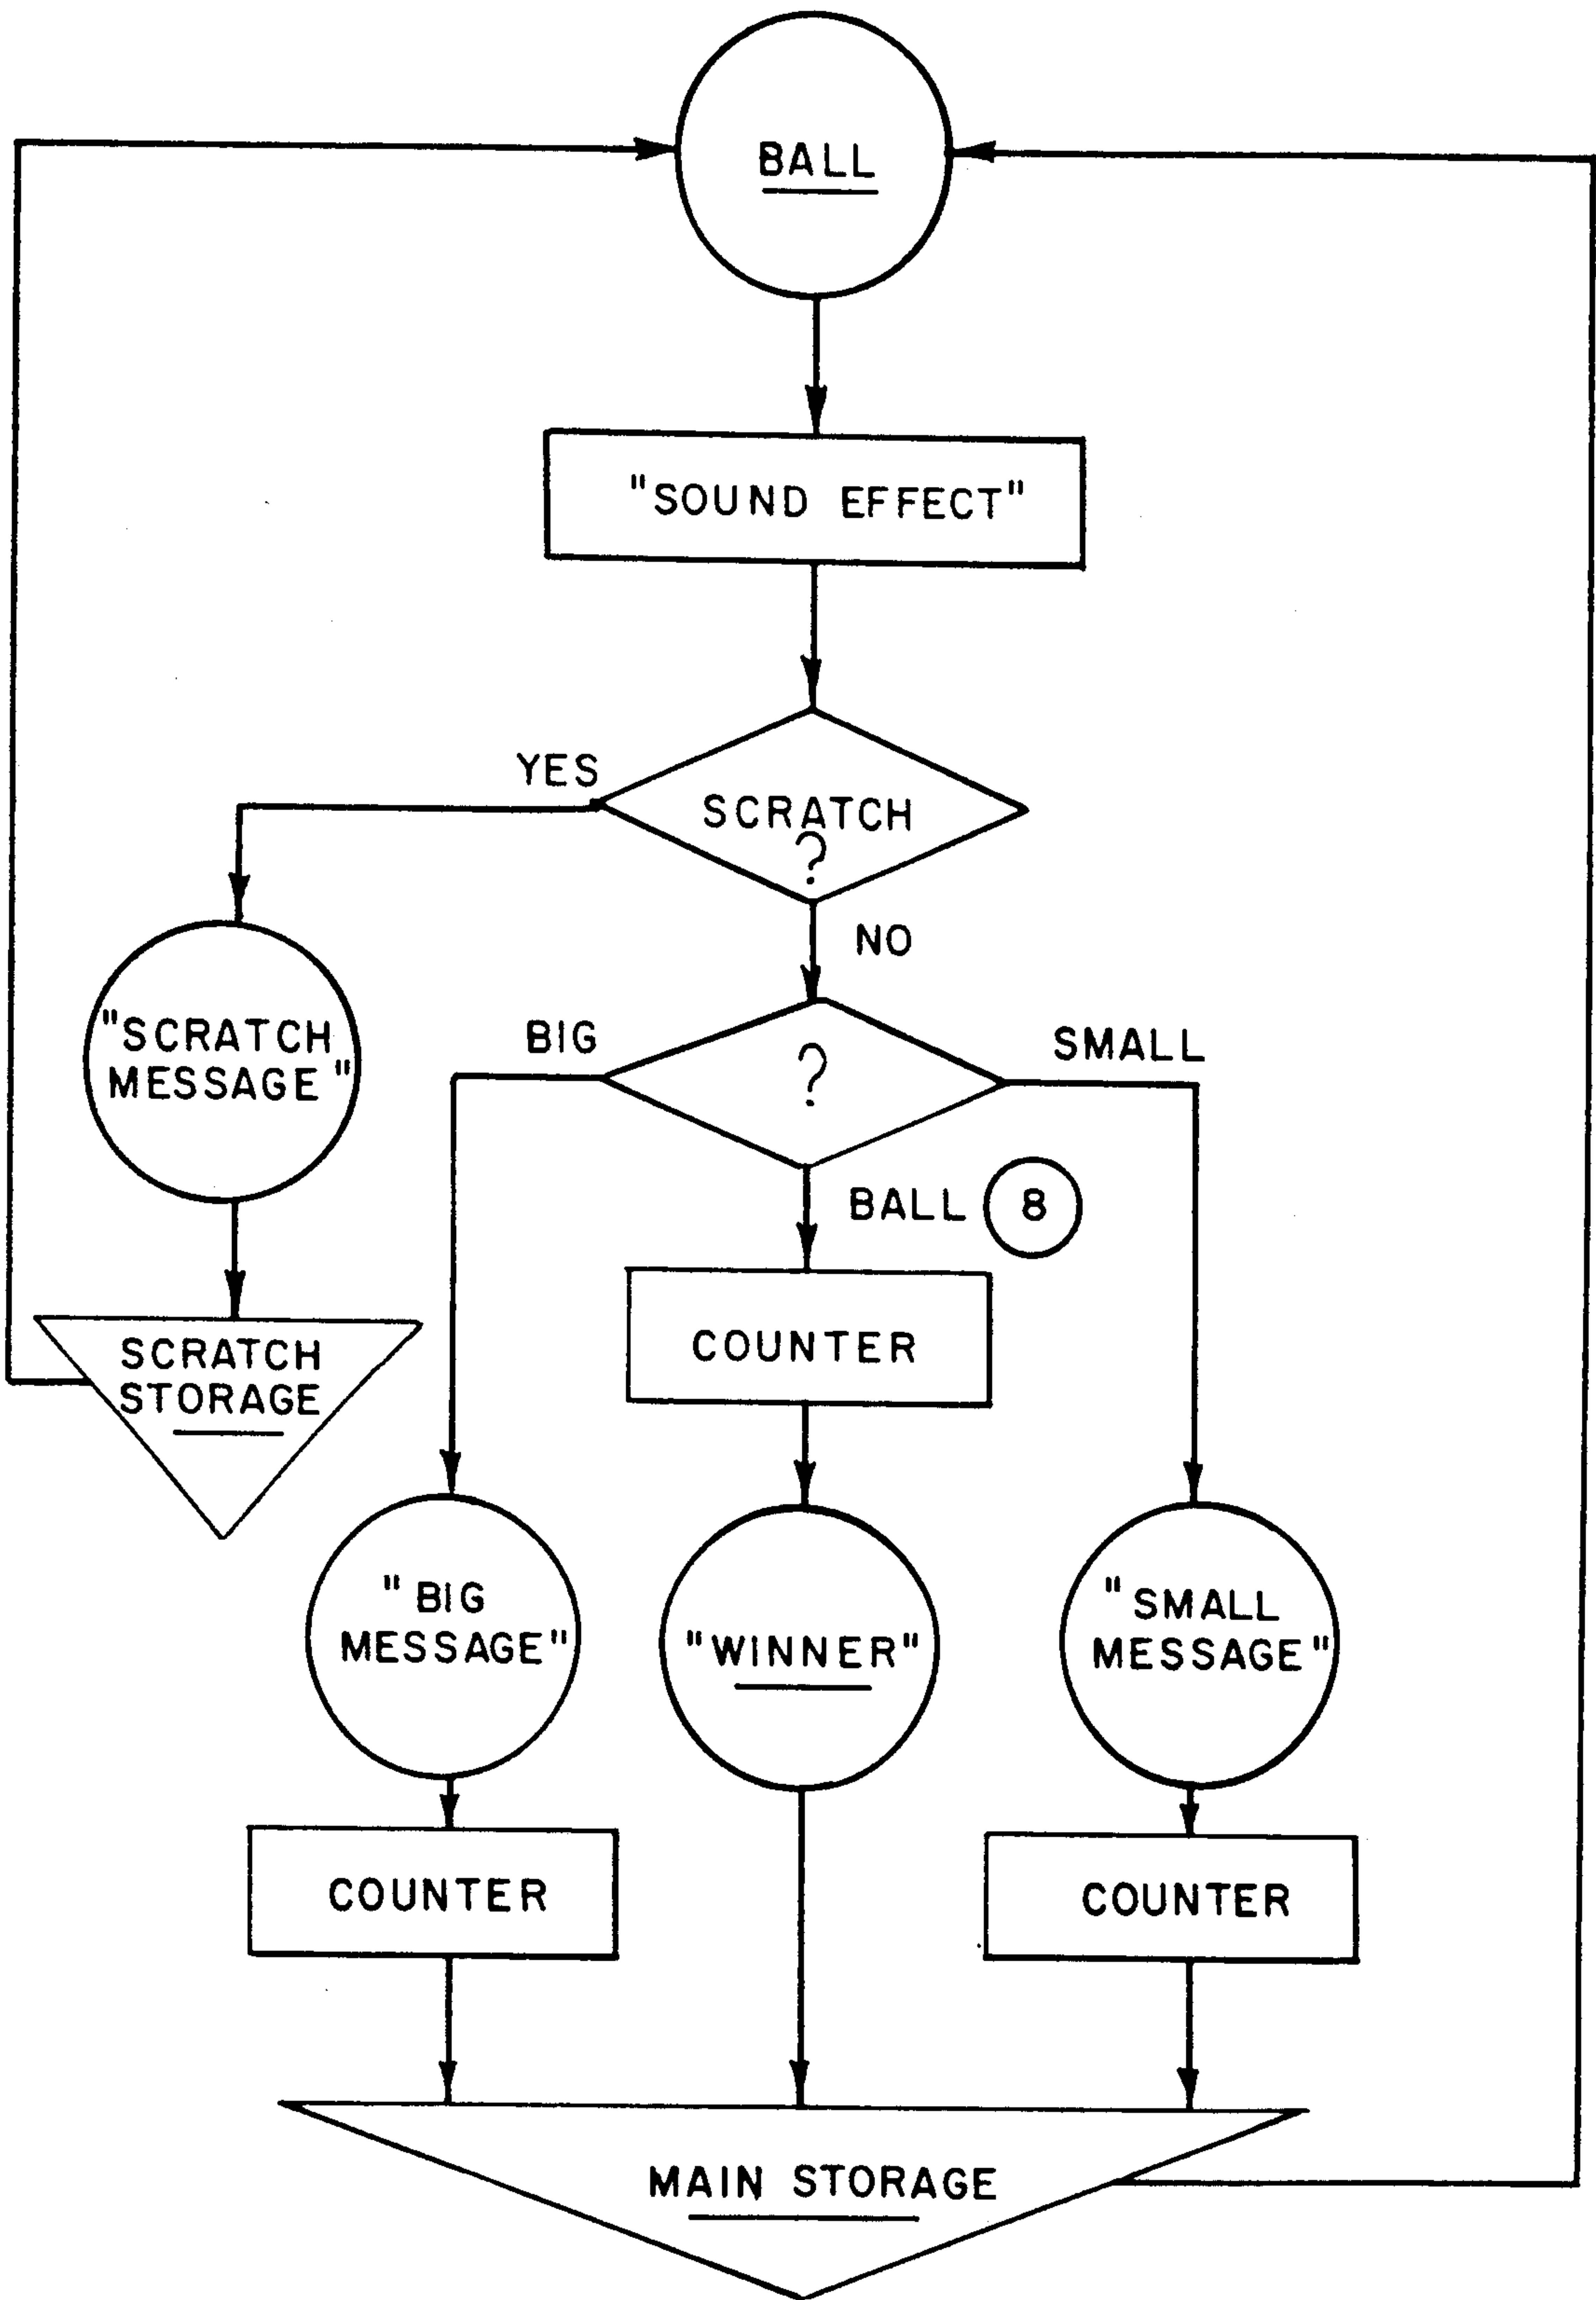 BALL
"SOUND EFFECT"
YES
SCRATCH
?
NO
"SCRATCH
MESSAGE"
BIG
?
SMALL
BALL 8
COUNTER
SCRATCH
STORAGE
"BIG
MESSAGE"
"WINNER"
"SMALL
MESSAGE"
COUNTER
COUNTER
MAIN STORAGE